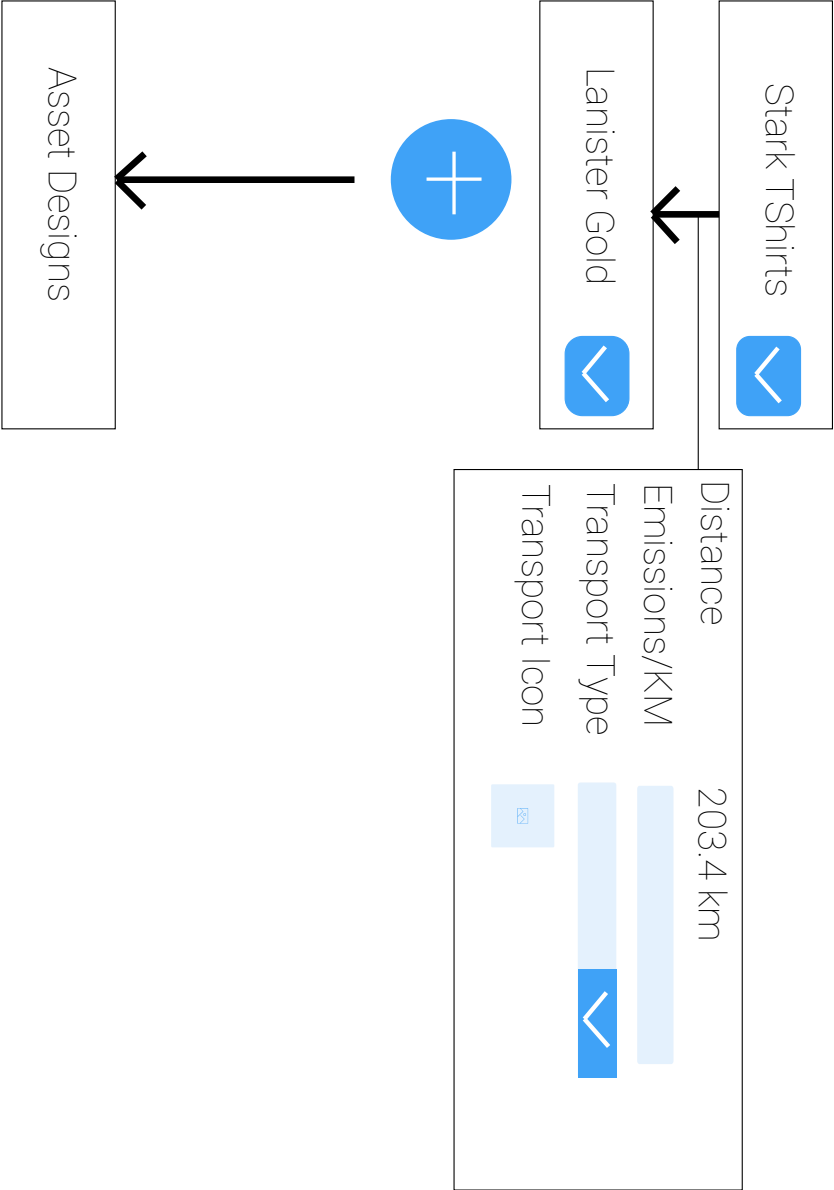 Stark TShirts
Lanister Gold
Distance 203.4 km
Emissions/KM
Transport Type
Transport Icon
Asset Designs